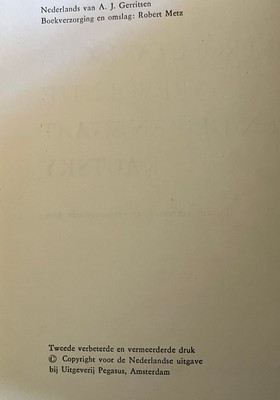 Nederlands van A. J. Gerritsen
Boekverzorging en omslag: Robert Metz
Tweede verbeterde en vermeerderde druk
© Copyright voor de Nederlandse uitgave
bij Uitgeverij Pegasus, Amsterdam